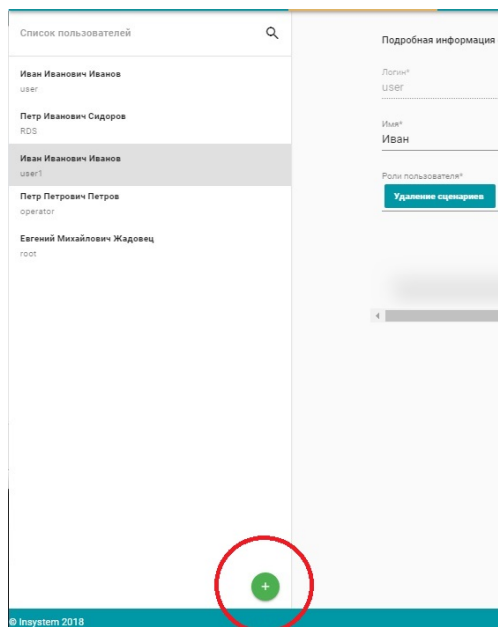 Список пользователей
Иван Иванович Иванов
user
Петр Иванович Сидоров
RDS
Иван Иванович Иванов
user1
Петр Петрович Петров
operator
Евгений Михайлович Жадовец
root
Подробная информация
Логин*
user
Имя*
Иван
Роли пользователя*
Удаление сценариев
+
© Insystem 2018